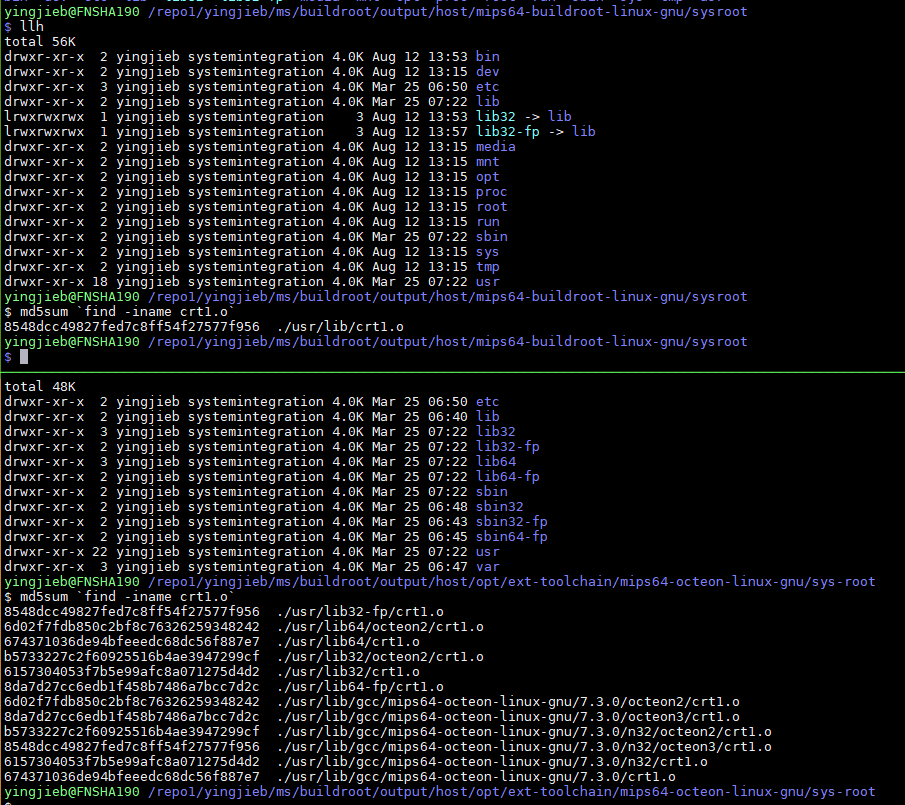 yingjieb@FNSHA190 /repo1/yingjieb/ms/buildroot/output/host/mips64-buildroot-linux-gnu/sysroot
$ llh
total 56K
drwxr-xr-x  2 yingjieb systemintegration 4.0K Aug 12 13:53 bin
drwxr-xr-x  2 yingjieb systemintegration 4.0K Aug 12 13:15 dev
drwxr-xr-x  3 yingjieb systemintegration 4.0K Mar 25 06:50 etc
drwxr-xr-x  2 yingjieb systemintegration 4.0K Mar 25 07:22 lib
lrwxrwxrwx  1 yingjieb systemintegration    3 Aug 12 13:53 lib32 -> lib
lrwxrwxrwx  1 yingjieb systemintegration    3 Aug 12 13:57 lib32-fp -> lib
drwxr-xr-x  2 yingjieb systemintegration 4.0K Aug 12 13:15 media
drwxr-xr-x  2 yingjieb systemintegration 4.0K Aug 12 13:15 mnt
drwxr-xr-x  2 yingjieb systemintegration 4.0K Aug 12 13:15 opt
drwxr-xr-x  2 yingjieb systemintegration 4.0K Aug 12 13:15 proc
drwxr-xr-x  2 yingjieb systemintegration 4.0K Aug 12 13:15 root
drwxr-xr-x  2 yingjieb systemintegration 4.0K Aug 12 13:15 run
drwxr-xr-x  2 yingjieb systemintegration 4.0K Mar 25 07:22 sbin
drwxr-xr-x  2 yingjieb systemintegration 4.0K Aug 12 13:15 sys
drwxr-xr-x  2 yingjieb systemintegration 4.0K Aug 12 13:15 tmp
drwxr-xr-x 18 yingjieb systemintegration 4.0K Mar 25 07:22 usr
yingjieb@FNSHA190 /repo1/yingjieb/ms/buildroot/output/host/mips64-buildroot-linux-gnu/sysroot
$ md5sum `find -iname crt1.o`
8548dcc49827fed7c8ff54f27577f956  ./usr/lib/crt1.o
yingjieb@FNSHA190 /repo1/yingjieb/ms/buildroot/output/host/mips64-buildroot-linux-gnu/sysroot
$
total 48K
drwxr-xr-x  2 yingjieb systemintegration 4.0K Mar 25 06:50 etc
drwxr-xr-x  2 yingjieb systemintegration 4.0K Mar 25 06:40 lib
drwxr-xr-x  3 yingjieb systemintegration 4.0K Mar 25 07:22 lib32
drwxr-xr-x  2 yingjieb systemintegration 4.0K Mar 25 07:22 lib32-fp
drwxr-xr-x  3 yingjieb systemintegration 4.0K Mar 25 07:22 lib64
drwxr-xr-x  2 yingjieb systemintegration 4.0K Mar 25 07:22 lib64-fp
drwxr-xr-x  2 yingjieb systemintegration 4.0K Mar 25 07:22 sbin
drwxr-xr-x  2 yingjieb systemintegration 4.0K Mar 25 06:48 sbin32
drwxr-xr-x  2 yingjieb systemintegration 4.0K Mar 25 06:43 sbin32-fp
drwxr-xr-x  2 yingjieb systemintegration 4.0K Mar 25 06:45 sbin64-fp
drwxr-xr-x 22 yingjieb systemintegration 4.0K Mar 25 07:22 usr
drwxr-xr-x  3 yingjieb systemintegration 4.0K Mar 25 06:47 var
yingjieb@FNSHA190 /repo1/yingjieb/ms/buildroot/output/host/opt/ext-toolchain/mips64-octeon-linux-gnu/sys-root
$ md5sum `find -iname crt1.o`
8548dcc49827fed7c8ff54f27577f956  ./usr/lib32-fp/crt1.o
6d02f7fdb850c2bf8c76326259348242  ./usr/lib64/octeon2/crt1.o
674371036de94bfeeedc68dc56f887e7  ./usr/lib64/crt1.o
b5733227c2f60925516b4ae3947299cf  ./usr/lib32/octeon2/crt1.o
6157304053f7b5e99afc8a071275d4d2  ./usr/lib32/crt1.o
8da7d27cc6edb1f458b7486a7bcc7d2c  ./usr/lib64-fp/crt1.o
6d02f7fdb850c2bf8c76326259348242  ./usr/lib/gcc/mips64-octeon-linux-gnu/7.3.0/octeon2/crt1.o
8da7d27cc6edb1f458b7486a7bcc7d2c  ./usr/lib/gcc/mips64-octeon-linux-gnu/7.3.0/octeon3/crt1.o
b5733227c2f60925516b4ae3947299cf  ./usr/lib/gcc/mips64-octeon-linux-gnu/7.3.0/n32/octeon2/crt1.o
8548dcc49827fed7c8ff54f27577f956  ./usr/lib/gcc/mips64-octeon-linux-gnu/7.3.0/n32/octeon3/crt1.o
6157304053f7b5e99afc8a071275d4d2  ./usr/lib/gcc/mips64-octeon-linux-gnu/7.3.0/n32/crt1.o
674371036de94bfeeedc68dc56f887e7  ./usr/lib/gcc/mips64-octeon-linux-gnu/7.3.0/crt1.o
yingjieb@FNSHA190 /repo1/yingjieb/ms/buildroot/output/host/opt/ext-toolchain/mips64-octeon-linux-gnu/sys-root